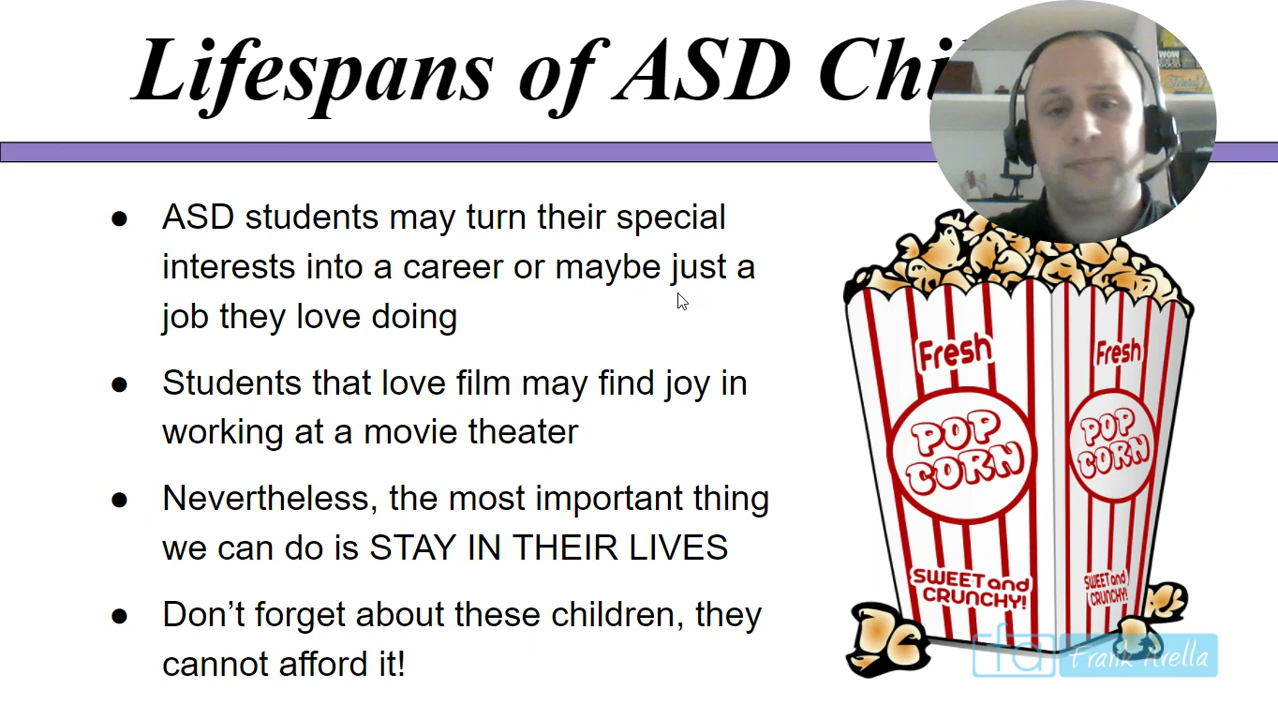 Lifespans of ASD Chi
● ASD students may turn their special
interests into a career or maybe just a
job they love doing
● Students that love film may find joy in
working at a movie theater
● Nevertheless, the most important thing
we can do is STAY IN THEIR LIVES
● Don’t forget about these children, they
cannot afford it!
Fresh
POP
CORN
SWEET and
CRUNCHY!
Fresh
POP
CORN
SWEET and
CRUNCHY!
fa Frank Avella
WOW